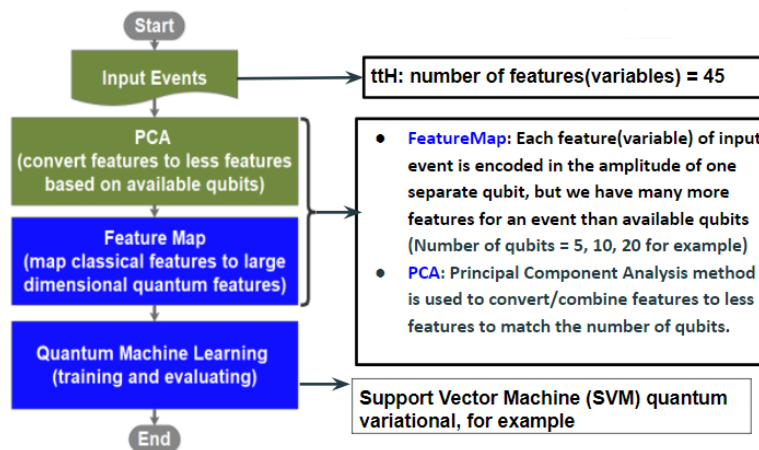 Start
Input Events
ttH: number of features(variables) = 45
PCA
(convert features to less features
based on available qubits)
Feature Map
(map classical features to large
dimensional quantum features)
● FeatureMap: Each feature(variable) of input
event is encoded in the amplitude of one
separate qubit, but we have many more
features for an event than available qubits
(Number of qubits = 5, 10, 20 for example)
● PCA: Principal Component Analysis method
is used to convert/combine features to less
features to match the number of qubits.
Quantum Machine Learning
(training and evaluating)
Support Vector Machine (SVM) quantum
variational, for example
End